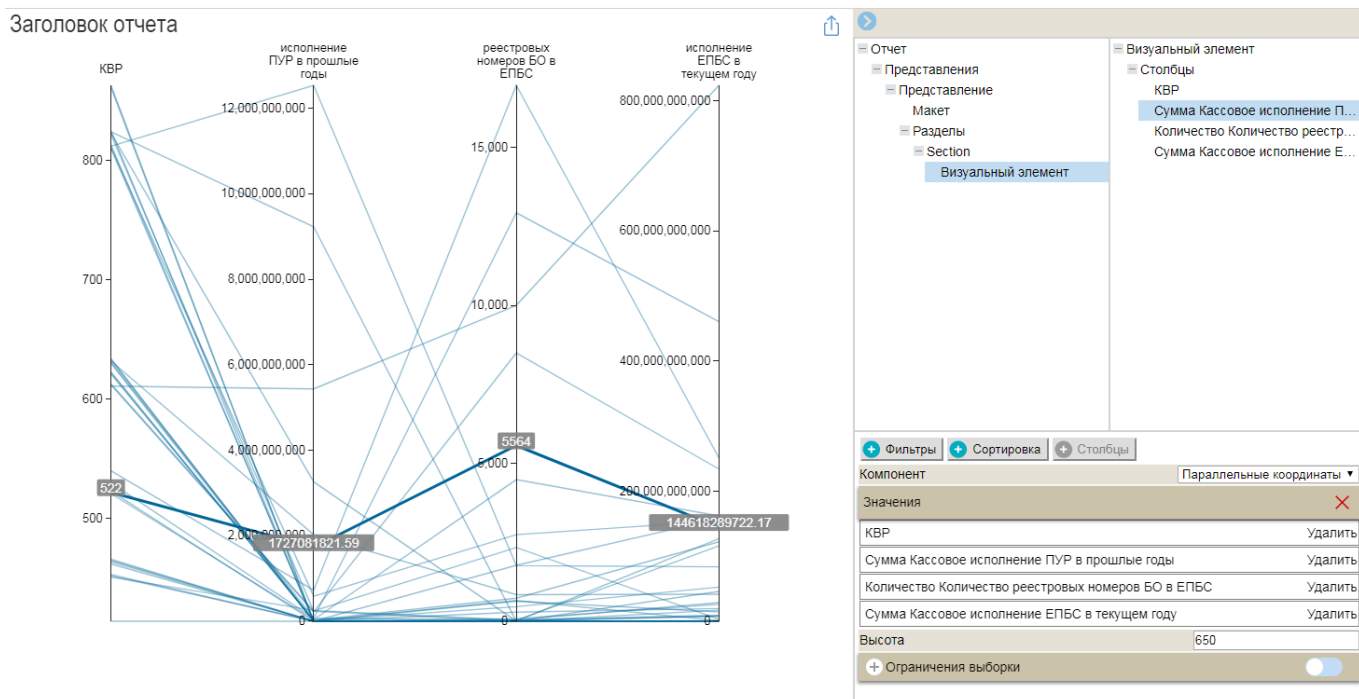 Заголовок отчета
КВР
исполнение
ПУР в прошлые
годы
реестровых
номеров БО в
ЕПБС
исполнение
ЕПБС в
текущем году
800
700
600
500
522
12,000,000,000
10,000,000,000
8,000,000,000
6,000,000,000
4,000,000,000
2,000,000,000
0
1727081821.59
15,000
10,000
5,000
0
5564
800,000,000,000
600,000,000,000
400,000,000,000
200,000,000,000
0
144618289722.17
Отчет
Представления
Представление
Макет
Разделы
Section
Визуальный элемент
Визуальный элемент
Столбцы
КВР
Сумма Кассовое исполнение П...
Количество Количество реестр...
Сумма Кассовое исполнение Е...
Фильтры
Сортировка
Столбцы
Компонент
Параллельные координаты
Значения
КВР Удалить
Сумма Кассовое исполнение ПУР в прошлые годы Удалить
Количество Количество реестровых номеров БО в ЕПБС Удалить
Сумма Кассовое исполнение ЕПБС в текущем году Удалить
Высота 650
Ограничения выборки